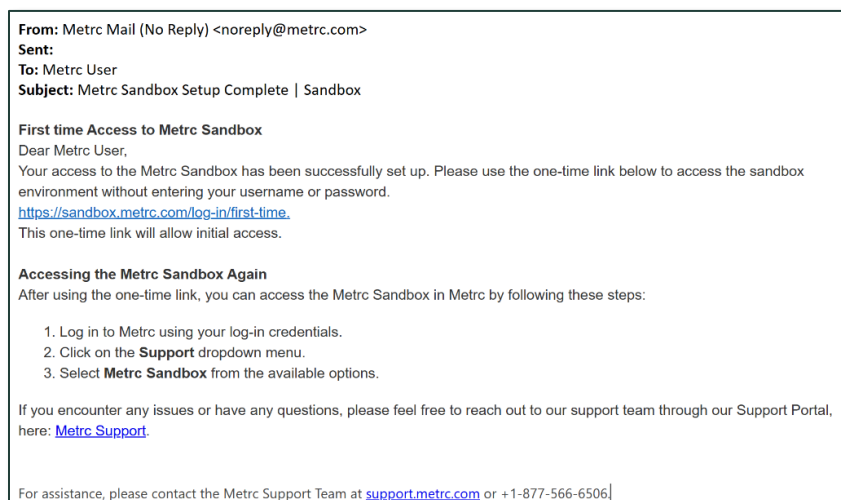 From: Metrc Mail (No Reply) <noreply@metrc.com>
Sent:
To: Metrc User
Subject: Metrc Sandbox Setup Complete | Sandbox
First time Access to Metrc Sandbox
Dear Metrc User,
Your access to the Metrc Sandbox has been successfully set up. Please use the one-time link below to access the sandbox
environment without entering your username or password.
https://sandbox.metrc.com/log-in/first-time.
This one-time link will allow initial access.
Accessing the Metrc Sandbox Again
After using the one-time link, you can access the Metrc Sandbox in Metrc by following these steps:
1. Log in to Metrc using your log-in credentials.
2. Click on the Support dropdown menu.
3. Select Metrc Sandbox from the available options.
If you encounter any issues or have any questions, please feel free to reach out to our support team through our Support Portal,
here: Metrc Support.
For assistance, please contact the Metrc Support Team at support.metrc.com or +1-877-566-6506.